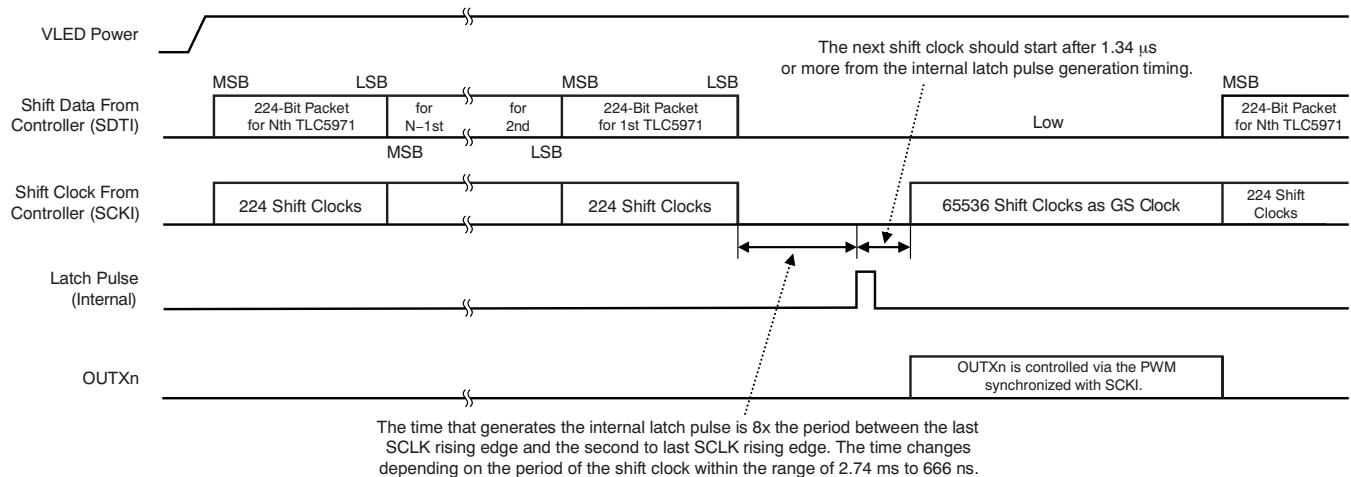 VLED Power
The next shift clock should start after 1.34 μs
or more from the internal latch pulse generation timing.
MSB LSB MSB LSB MSB
Shift Data From
Controller (SDTI)
224-Bit Packet
for Nth TLC5971
for
N−1st
for
2nd
224-Bit Packet
for 1st TLC5971
Low
224-Bit Packet
for Nth TLC5971
MSB LSB
Shift Clock From
Controller (SCKI)
224 Shift Clocks
224 Shift Clocks
65536 Shift Clocks as GS Clock
224 Shift
Clocks
Latch Pulse
(Internal)
OUTXn
OUTXn is controlled via the PWM
synchronized with SCKI.
The time that generates the internal latch pulse is 8x the period between the last
SCLK rising edge and the second to last SCLK rising edge. The time changes
depending on the period of the shift clock within the range of 2.74 ms to 666 ns.